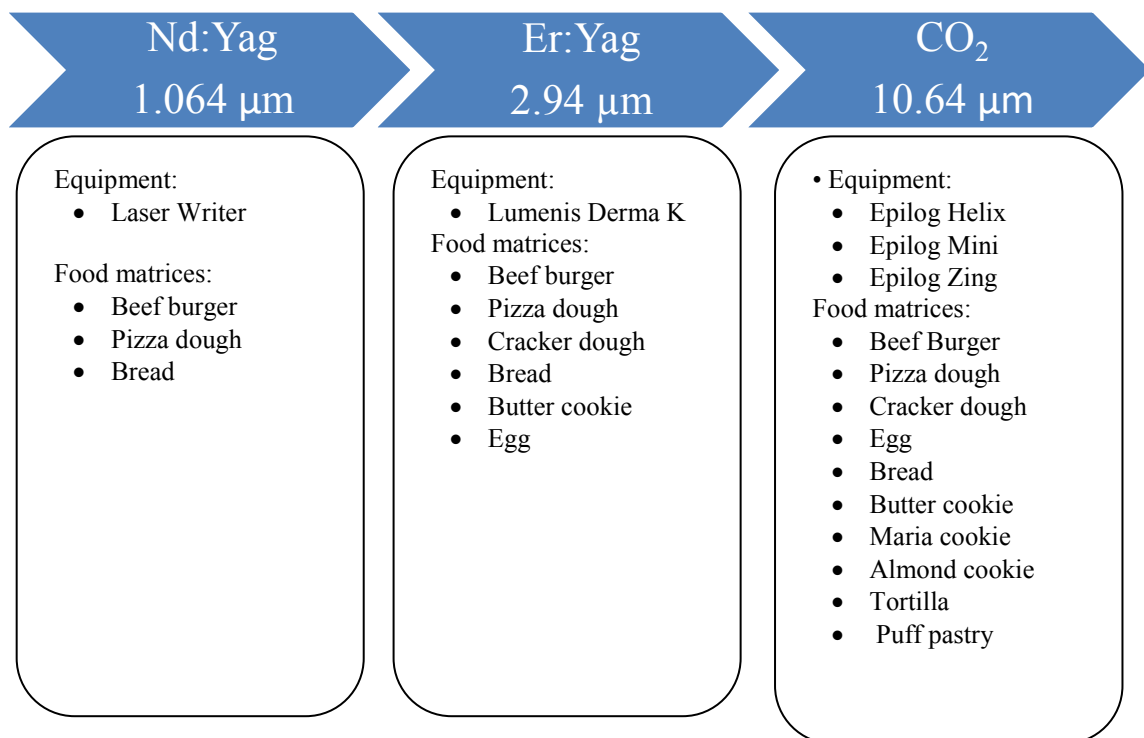 Nd:Yag
1.064 µm
Equipment:
• Laser Writer
Food matrices:
• Beef burger
• Pizza dough
• Bread
Er:Yag
2.94 µm
Equipment:
• Lumenis Derma K
Food matrices:
• Beef burger
• Pizza dough
• Cracker dough
• Bread
• Butter cookie
• Egg
CO₂
10.64 µm
• Equipment:
• Epilog Helix
• Epilog Mini
• Epilog Zing
Food matrices:
• Beef Burger
• Pizza dough
• Cracker dough
• Egg
• Bread
• Butter cookie
• Maria cookie
• Almond cookie
• Tortilla
• Puff pastry